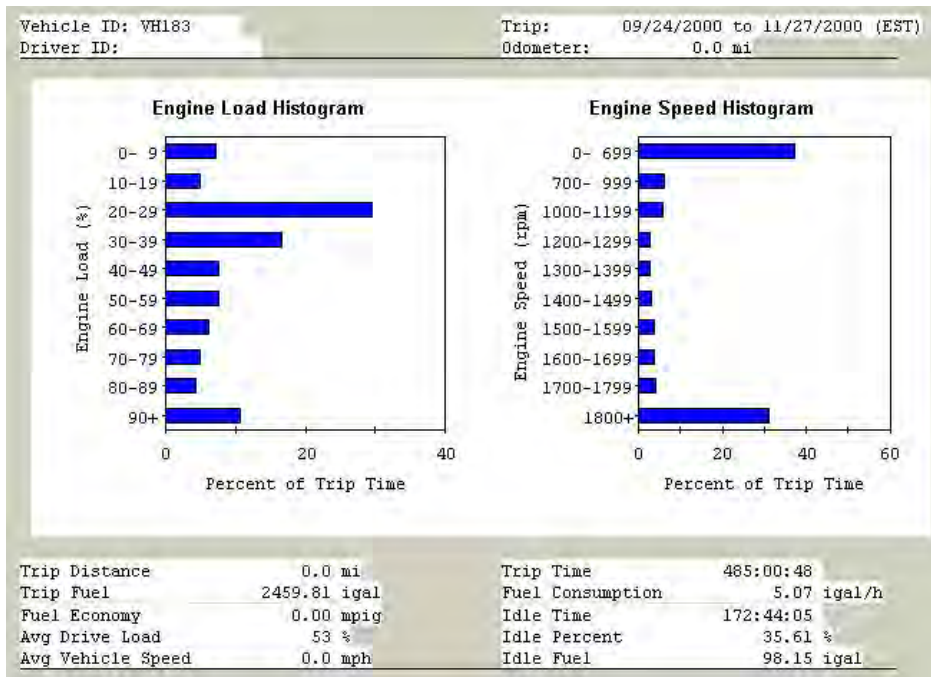 Vehicle ID: VH183
Driver ID:
Trip: 09/24/2000 to 11/27/2000 (EST)
Odometer: 0.0 mi
Engine Load Histogram
Engine Load (%)
0- 9
10-19
20-29
30-39
40-49
50-59
60-69
70-79
80-89
90+
0 20 40
Percent of Trip Time
Engine Speed Histogram
Engine Speed (rpm)
0- 699
700- 999
1000-1199
1200-1299
1300-1399
1400-1499
1500-1599
1600-1699
1700-1799
1800+
0 20 40 60
Percent of Trip Time
Trip Distance 0.0 mi
Trip Fuel 2459.81 igal
Fuel Economy 0.00 mpig
Avg Drive Load 53 %
Avg Vehicle Speed 0.0 mph
Trip Time 485:00:48
Fuel Consumption 5.07 igal/h
Idle Time 172:44:05
Idle Percent 35.61 %
Idle Fuel 98.15 igal